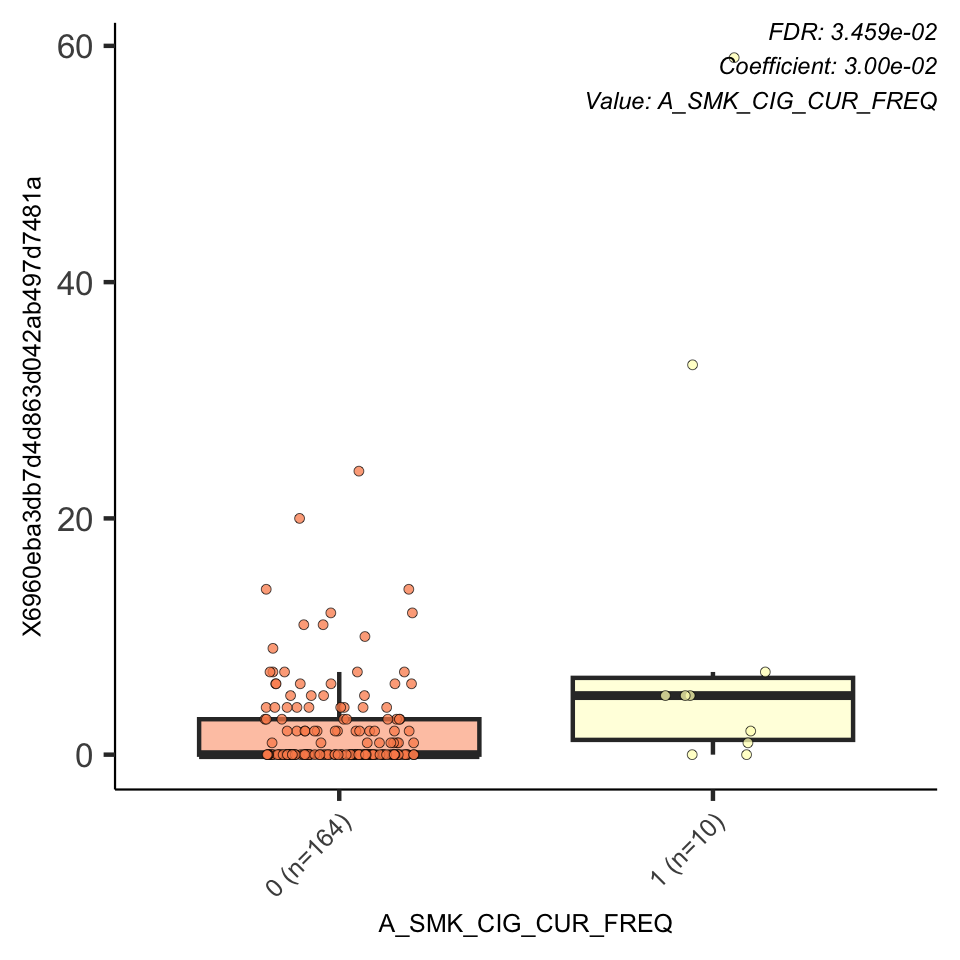 FDR: 3.459e-02
Coefficient: 3.00e-02
Value: A_SMK_CIG_CUR_FREQ
60
40
20
0
X6960eba3db7d4d863d042ab497d7481a
0 (n=164)
1 (n=10)
A_SMK_CIG_CUR_FREQ